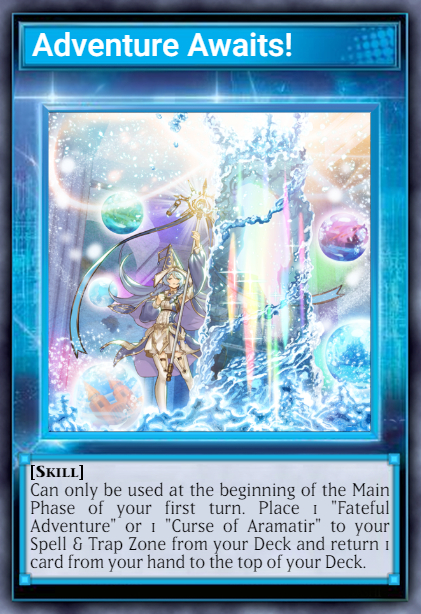 Adventure Awaits!
[SKILL]
Can only be used at the beginning of the Main
Phase of your first turn. Place 1 "Fateful
Adventure" or 1 "Curse of Aramatir" to your
Spell & Trap Zone from your Deck and return 1
card from your hand to the top of your Deck.